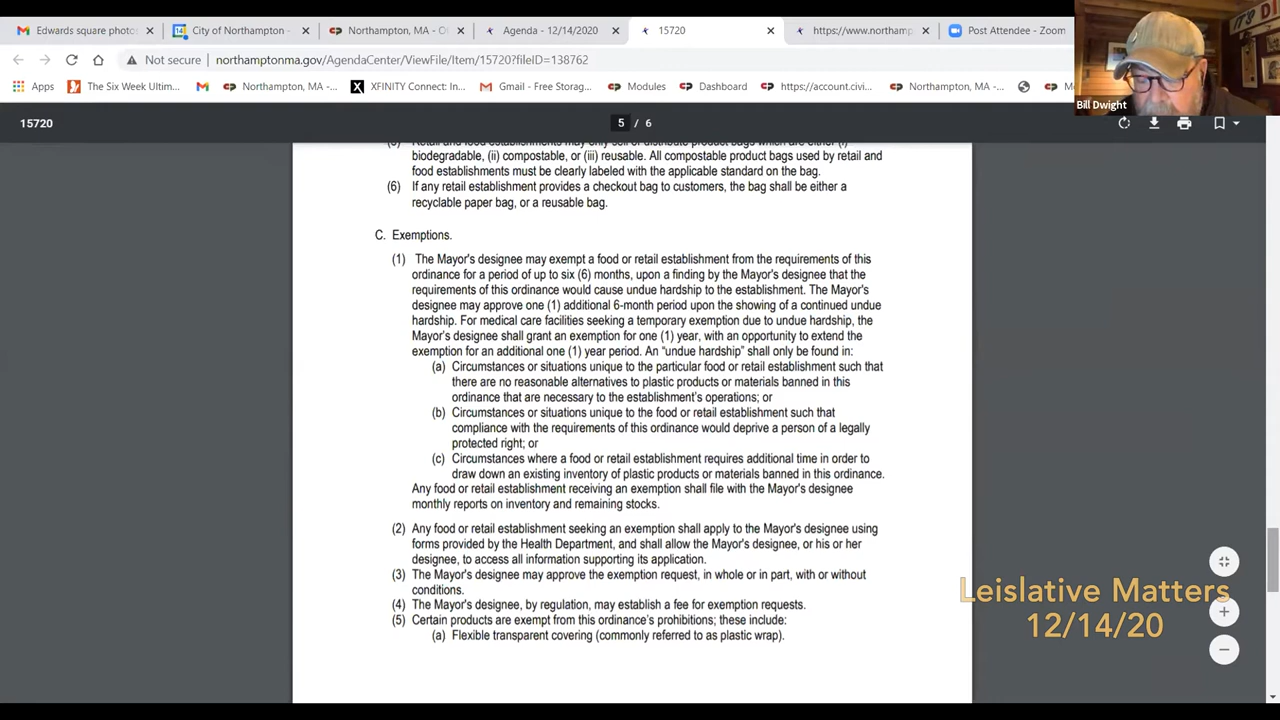 Edwards square photos
City of Northampton -
Northampton, MA - O
Agenda - 12/14/2020
15720
https://www.northamp
Post Attendee - Zoom
Not secure
northamptonma.gov/AgendaCenter/ViewFile/Item/15720?fileID=138762
Apps
The Six Week Ultim...
Northampton, MA -...
XFINITY Connect: In...
Gmail - Free Storag...
Modules
Dashboard
https://account.civi...
Northampton, MA -...
IT'S
Bill Dwight
15720
5 / 6
(5) Retail and food establishments may only sell or distribute product bags which are either (i)
biodegradable, (ii) compostable, or (iii) reusable. All compostable product bags used by retail and
food establishments must be clearly labeled with the applicable standard on the bag.
(6) If any retail establishment provides a checkout bag to customers, the bag shall be either a
recyclable paper bag, or a reusable bag.
C. Exemptions.
(1) The Mayor's designee may exempt a food or retail establishment from the requirements of this
ordinance for a period of up to six (6) months, upon a finding by the Mayor's designee that the
requirements of this ordinance would cause undue hardship to the establishment. The Mayor's
designee may approve one (1) additional 6-month period upon the showing of a continued undue
hardship. For medical care facilities seeking a temporary exemption due to undue hardship, the
Mayor's designee shall grant an exemption for one (1) year, with an opportunity to extend the
exemption for an additional one (1) year period. An “undue hardship” shall only be found in:
(a) Circumstances or situations unique to the particular food or retail establishment such that
there are no reasonable alternatives to plastic products or materials banned in this
ordinance that are necessary to the establishment's operations; or
(b) Circumstances or situations unique to the food or retail establishment such that
compliance with the requirements of this ordinance would deprive a person of a legally
protected right; or
(c) Circumstances where a food or retail establishment requires additional time in order to
draw down an existing inventory of plastic products or materials banned in this ordinance.
Any food or retail establishment receiving an exemption shall file with the Mayor's designee
monthly reports on inventory and remaining stocks.
(2) Any food or retail establishment seeking an exemption shall apply to the Mayor's designee using
forms provided by the Health Department, and shall allow the Mayor's designee, or his or her
designee, to access all information supporting its application.
(3) The Mayor's designee may approve the exemption request, in whole or in part, with or without
conditions.
(4) The Mayor's designee, by regulation, may establish a fee for exemption requests.
(5) Certain products are exempt from this ordinance's prohibitions; these include:
(a) Flexible transparent covering (commonly referred to as plastic wrap).
Leislative Matters
12/14/20